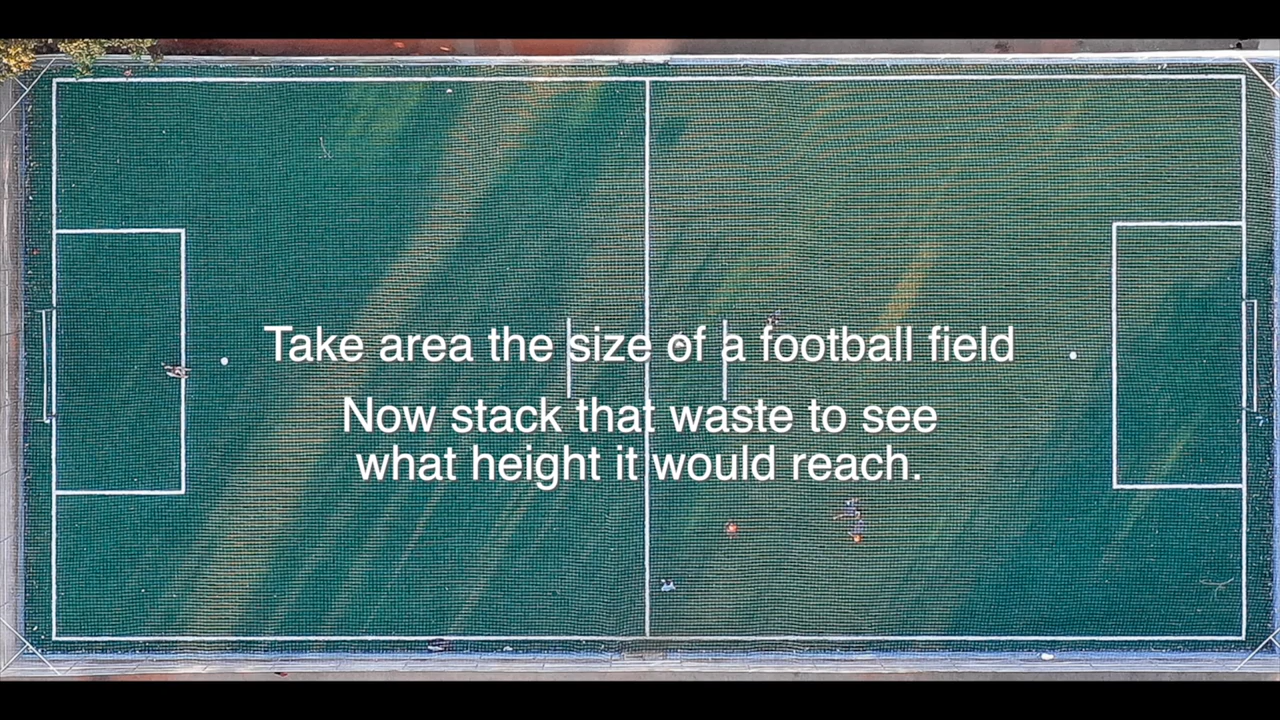 Take area the size of a football field
Now stack that waste to see
what height it would reach.